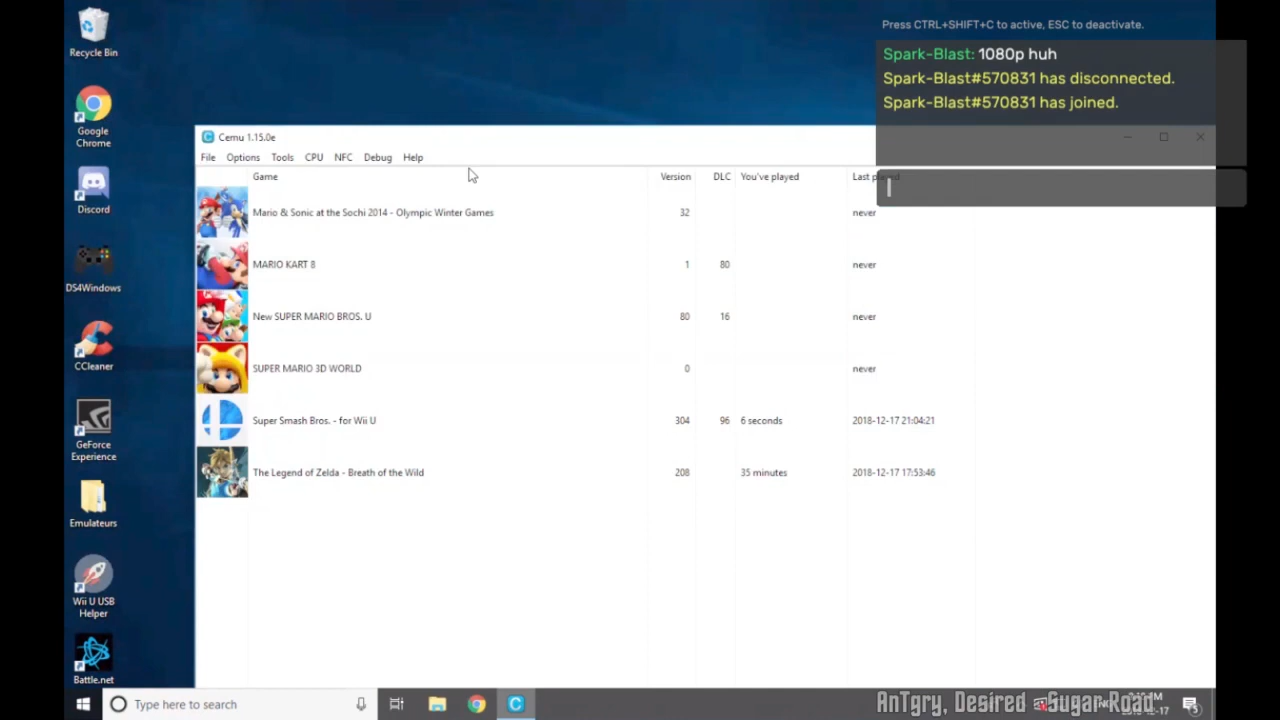 Recycle Bin
Google
Chrome
Discord
DS4Windows
CCleaner
GeForce
Experience
Emulateurs
Wii U USB
Helper
Battle.net
Press CTRL+SHIFT+C to active, ESC to deactivate.
Spark-Blast: 1080p huh
Spark-Blast#570831 has disconnected.
Spark-Blast#570831 has joined.
Cemu 1.15.0e
File Options Tools CPU NFC Debug Help
Game Version DLC You've played Last
Mario & Sonic at the Sochi 2014 - Olympic Winter Games 32 never
MARIO KART 8 1 80 never
New SUPER MARIO BROS. U 80 16 never
SUPER MARIO 3D WORLD 0 never
Super Smash Bros. - for Wii U 304 96 6 seconds 2018-12-17 21:04:21
The Legend of Zelda - Breath of the Wild 208 35 minutes 2018-12-17 17:53:46
Type here to search
AnTgry, Desired - Sugar Road